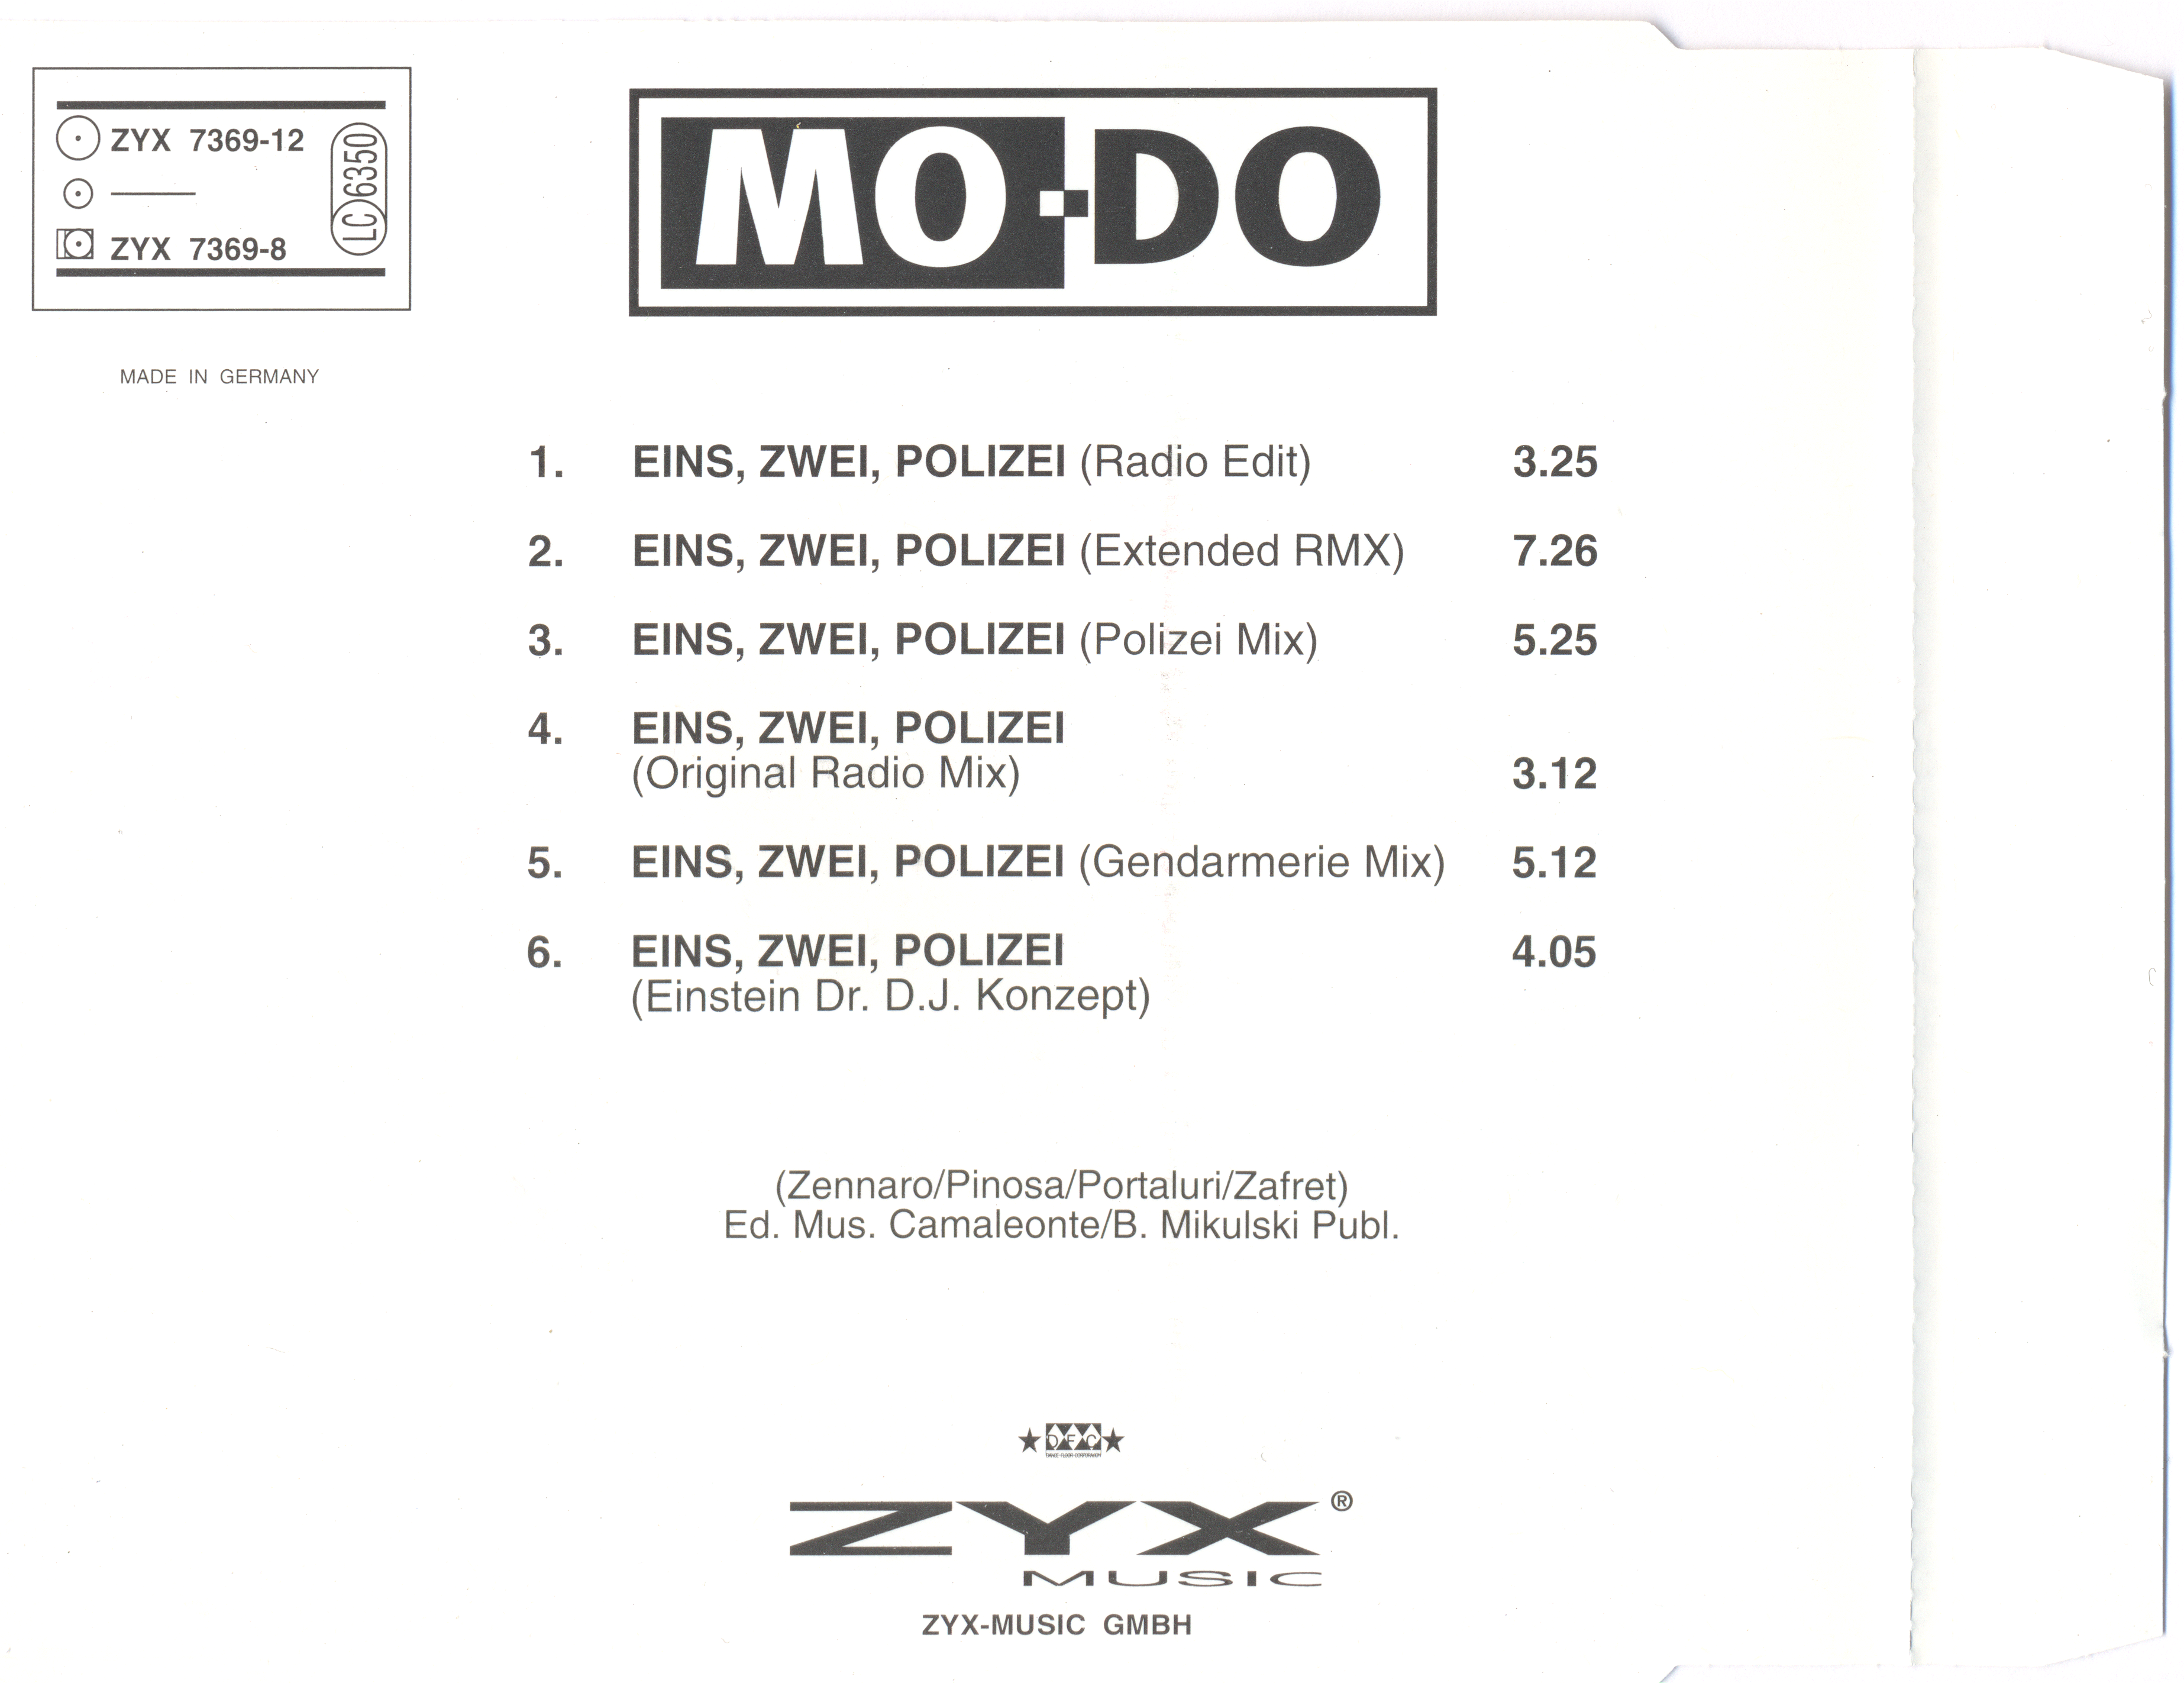 ZYX 7369-12
ZYX 7369-8
LC 6350
MADE IN GERMANY
MO-DO
1. EINS, ZWEI, POLIZEI (Radio Edit) 3.25
2. EINS, ZWEI, POLIZEI (Extended RMX) 7.26
3. EINS, ZWEI, POLIZEI (Polizei Mix) 5.25
4. EINS, ZWEI, POLIZEI
(Original Radio Mix) 3.12
5. EINS, ZWEI, POLIZEI (Gendarmerie Mix) 5.12
6. EINS, ZWEI, POLIZEI 4.05
(Einstein Dr. D.J. Konzept)
(Zennaro/Pinosa/Portaluri/Zafret)
Ed. Mus. Camaleonte/B. Mikulski Publ.
D.F.C
DANCE-FLOOR-CORPORATION
ZYX®
MUSIC
ZYX-MUSIC GMBH